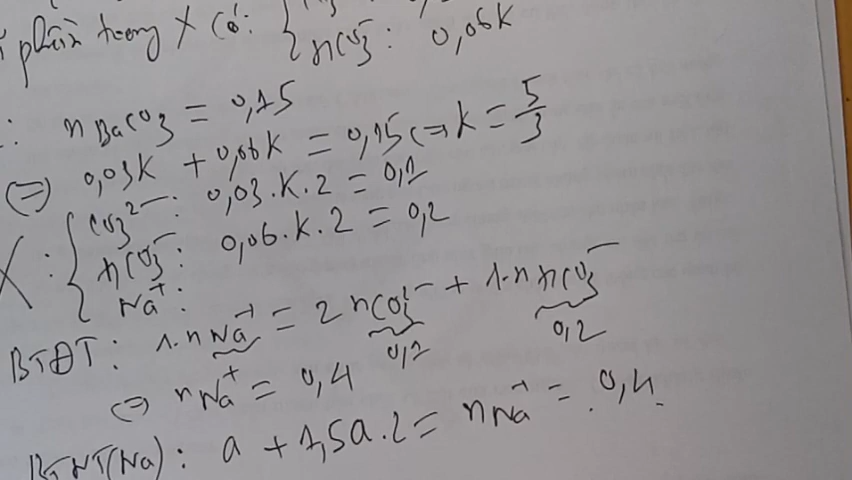 phần trong X có:
HCO₃⁻: 0,06k
: nBaCO₃ = 0,15
(=) 0,03k + 0,06k = 0,15 (=) k = 5/3
X: { CO₃²⁻: 0,03.k.2 = 0,1
HCO₃⁻: 0,06.k.2 = 0,2
Na⁺:
BTĐT: 1.nNa⁺ = 2nCO₃²⁻ + 1.nHCO₃⁻
0,1 0,2
(=) nNa⁺ = 0,4
BTNT(Na): a + 1,5a.2 = nNa⁺ = 0,4